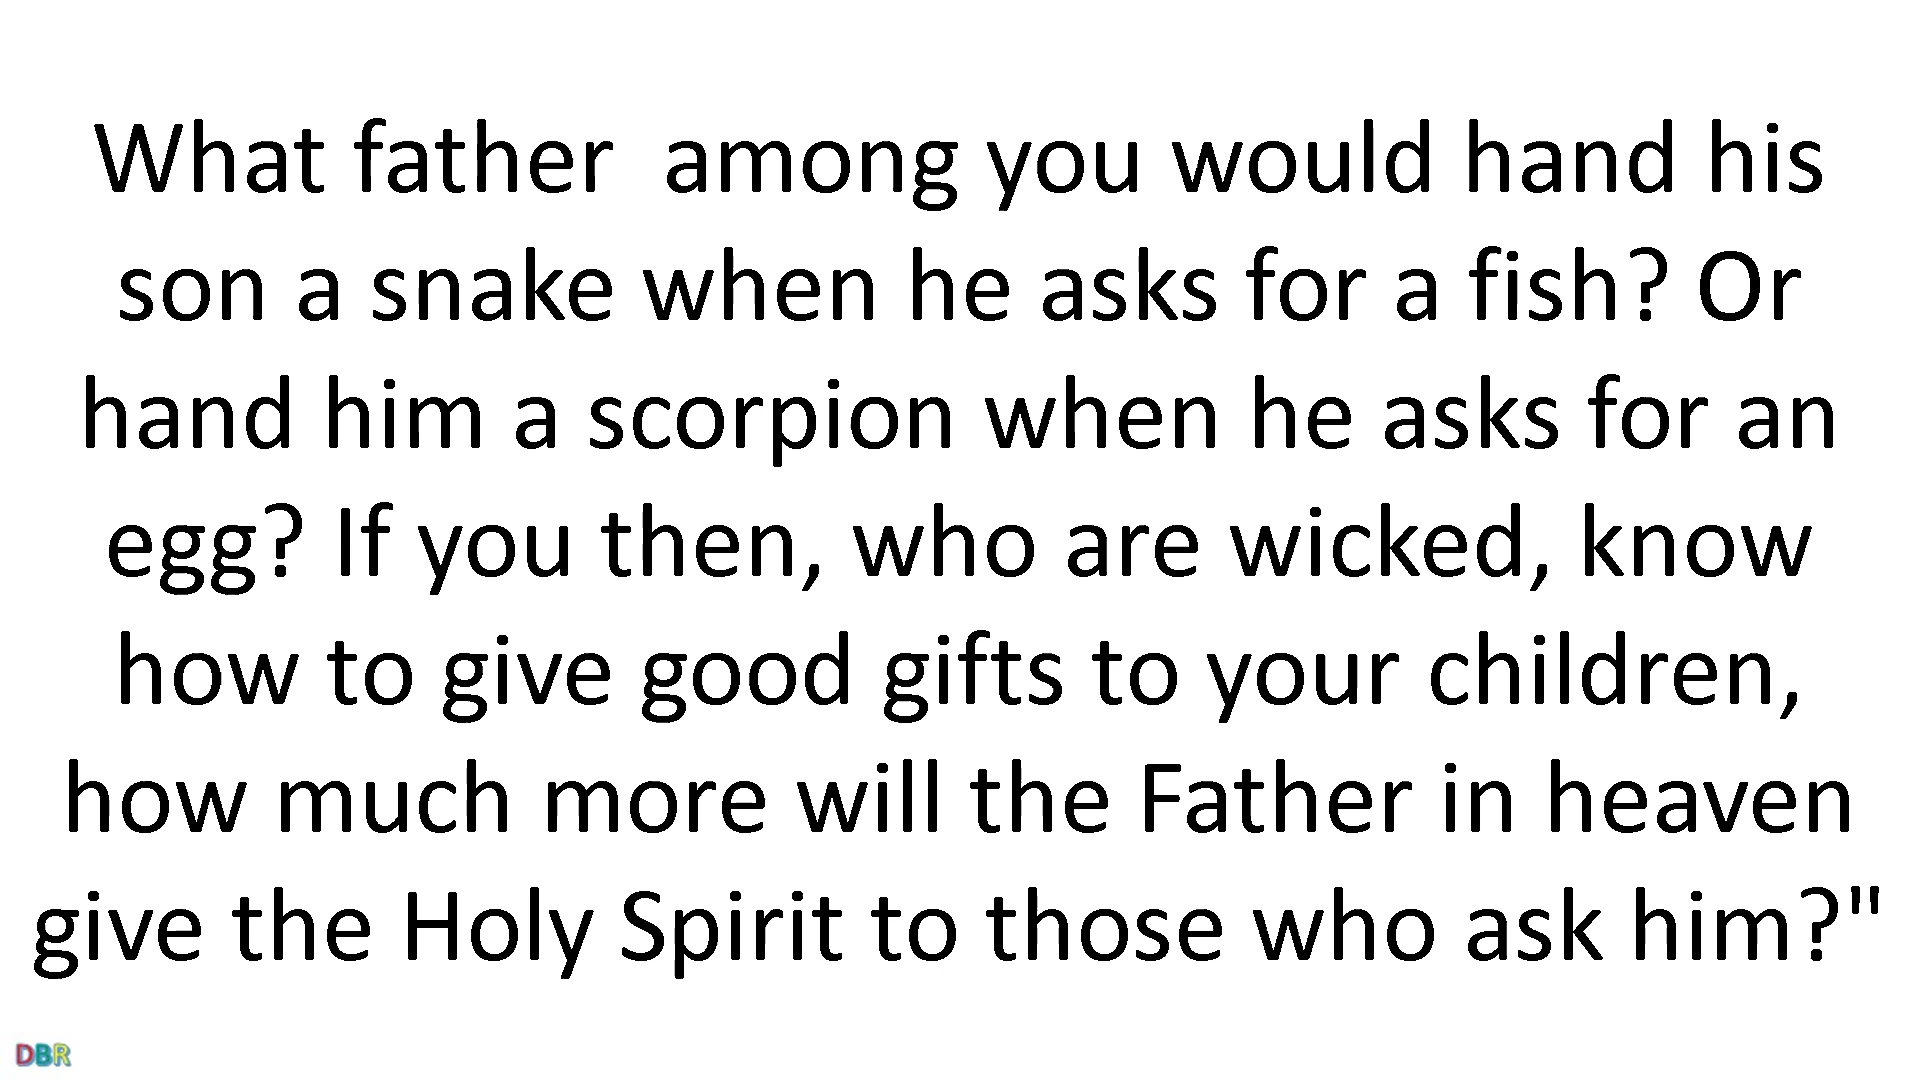 What father  among you would hand his
son a snake when he asks for a fish? Or
hand him a scorpion when he asks for an
egg? If you then, who are wicked, know
how to give good gifts to your children,
how much more will the Father in heaven
give the Holy Spirit to those who ask him?"
DBR